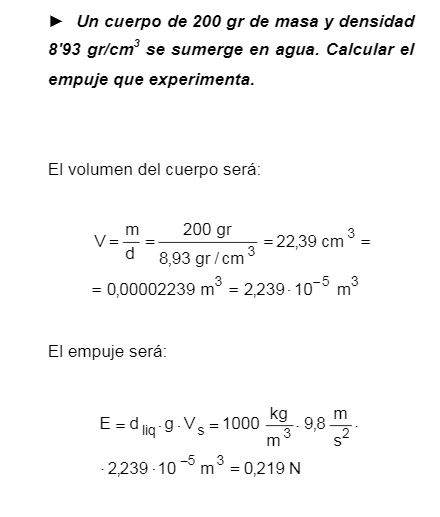 ► Un cuerpo de 200 gr de masa y densidad
8'93 gr/cm³ se sumerge en agua. Calcular el
empuje que experimenta.
El volumen del cuerpo será:
V = m/d = 200 gr / 8,93 gr/cm³ = 22,39 cm³ =
= 0,00002239 m³ = 2,239 · 10⁻⁵ m³
El empuje será:
E = d_liq · g · V_s = 1000 kg/m³ · 9,8 m/s² ·
· 2,239 · 10⁻⁵ m³ = 0,219 N